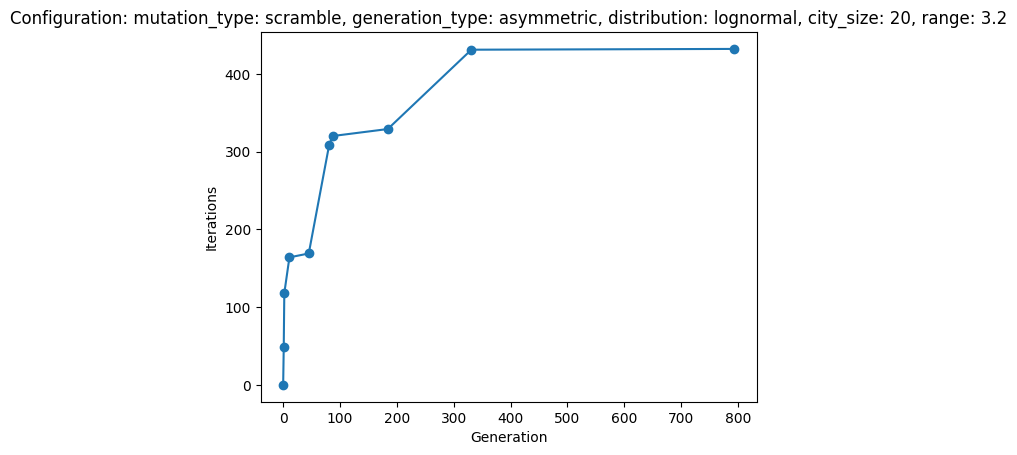 Configuration: mutation_type: scramble, generation_type: asymmetric, distribution: lognormal, city_size: 20, range: 3.2
400
300
200
100
0
Iterations
0 100 200 300 400 500 600 700 800
Generation